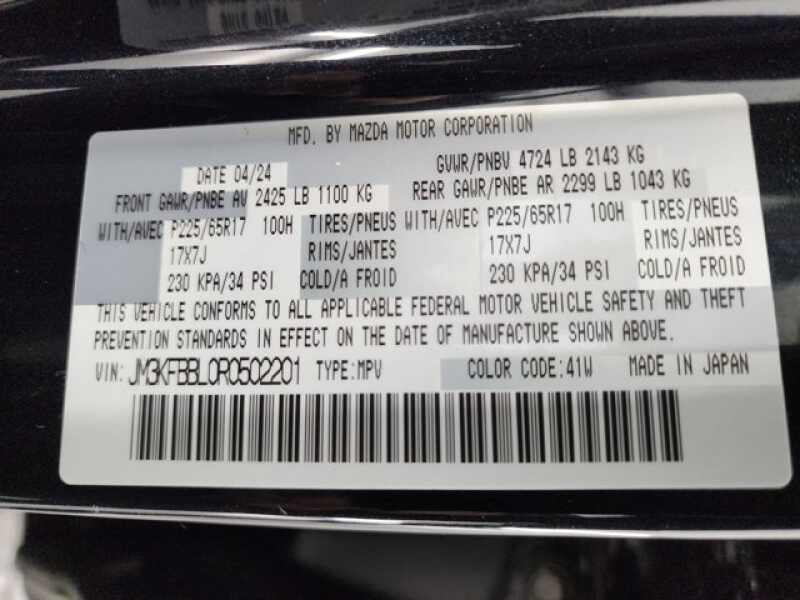 MFD. BY MAZDA MOTOR CORPORATION
DATE 04/24 GVWR/PNBV 4724 LB 2143 KG
FRONT GAWR/PNBE AV 2425 LB 1100 KG REAR GAWR/PNBE AR 2299 LB 1043 KG
WITH/AVEC P225/65R17 100H TIRES/PNEUS WITH/AVEC P225/65R17 100H TIRES/PNEUS
17X7J RIMS/JANTES 17X7J RIMS/JANTES
230 KPA/34 PSI COLD/A FROID 230 KPA/34 PSI COLD/A FROID
THIS VEHICLE CONFORMS TO ALL APPLICABLE FEDERAL MOTOR VEHICLE SAFETY AND THEFT
PREVENTION STANDARDS IN EFFECT ON THE DATE OF MANUFACTURE SHOWN ABOVE.
VIN: JM3KFBBL0R0502201 TYPE:MPV COLOR CODE:41W MADE IN JAPAN